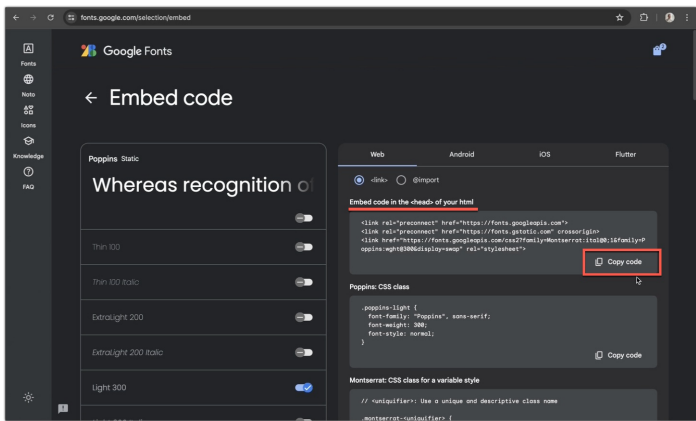 fonts.google.com/selection/embed
Fonts
Noto
Icons
Knowledge
FAQ
Google Fonts
2
Embed code
Poppins Static
Whereas recognition of
Thin 100
Thin 100 Italic
ExtraLight 200
ExtraLight 200 Italic
Light 300
Web Android iOS Flutter
<link> @import
Embed code in the <head> of your html
<link rel="preconnect" href="https://fonts.googleapis.com">
<link rel="preconnect" href="https://fonts.gstatic.com" crossorigin>
<link href="https://fonts.googleapis.com/css2?family=Montserrat:ital@0;1&family=P
oppins:wght@300&display=swap" rel="stylesheet">
Copy code
Poppins: CSS class
.poppins-light {
font-family: "Poppins", sans-serif;
font-weight: 300;
font-style: normal;
}
Copy code
Montserrat: CSS class for a variable style
// <uniquifier>: Use a unique and descriptive class name
.montserrat-<uniquifier> {